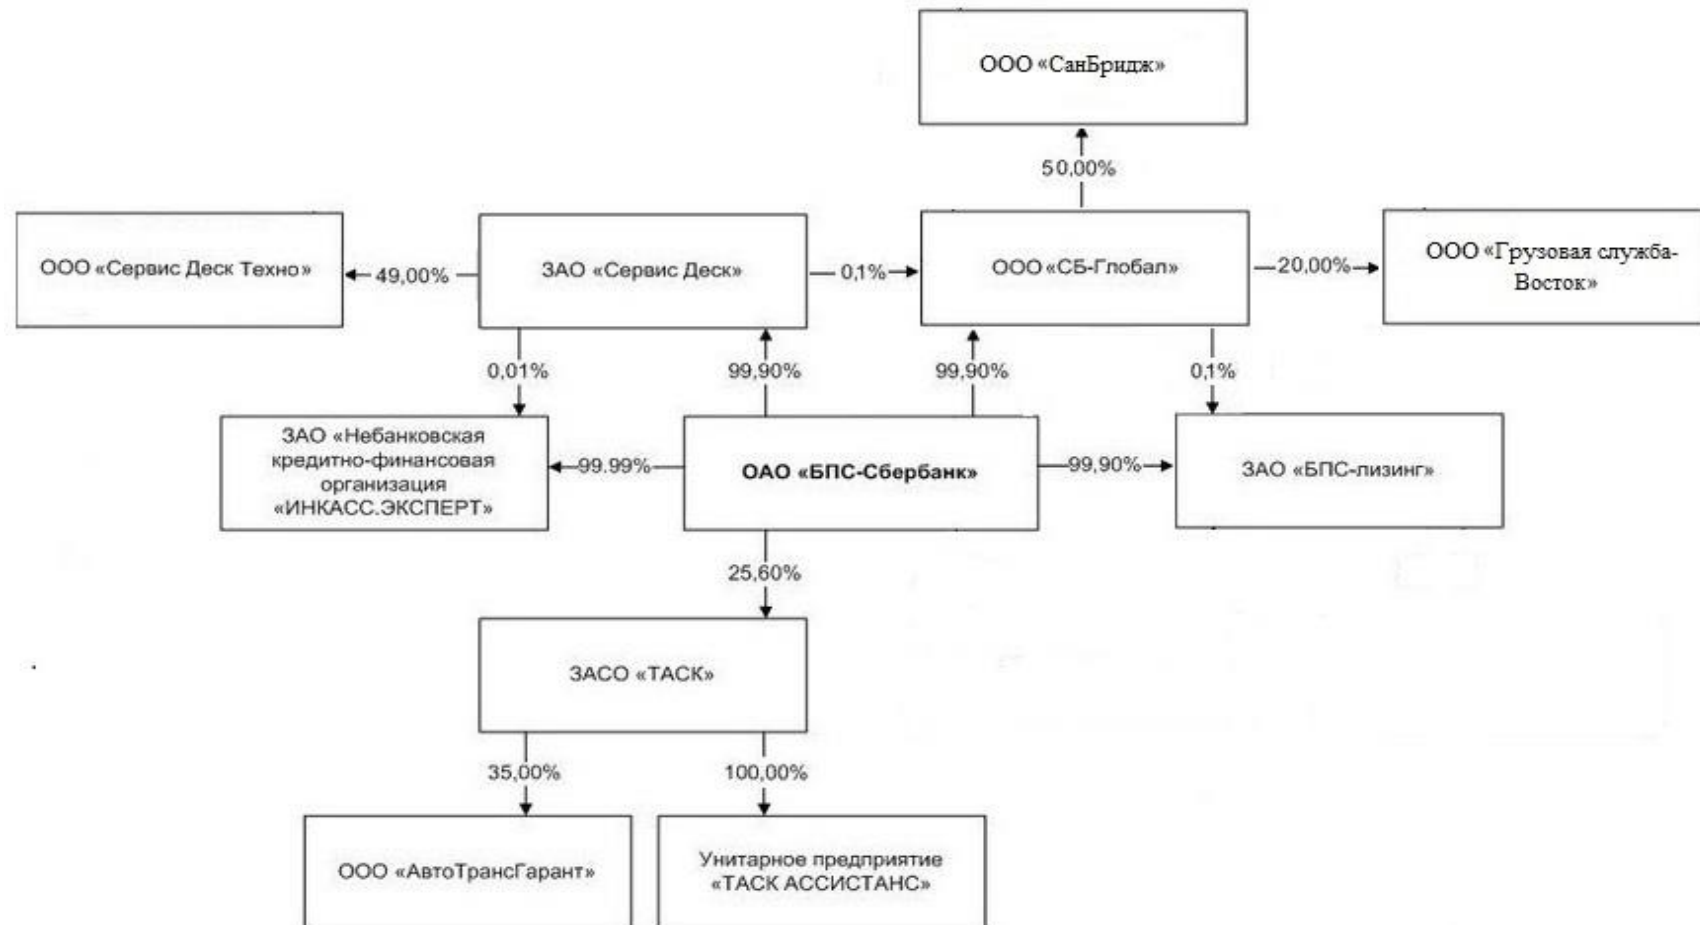 ООО «СанБридж»
50,00%
ООО «Сервис Деск Техно»
49,00%
ЗАО «Сервис Деск»
0,1%
ООО «СБ-Глобал»
20,00%
ООО «Грузовая служба-
Восток»
0,01%
99,90%
99,90%
0,1%
ЗАО «Небанковская
кредитно-финансовая
организация
«ИНКАСС.ЭКСПЕРТ»
99.99%
ОАО «БПС-Сбербанк»
99,90%
ЗАО «БПС-лизинг»
25,60%
ЗАСО «ТАСК»
35,00%
100,00%
ООО «АвтоТрансГарант»
Унитарное предприятие
«ТАСК АССИСТАНС»